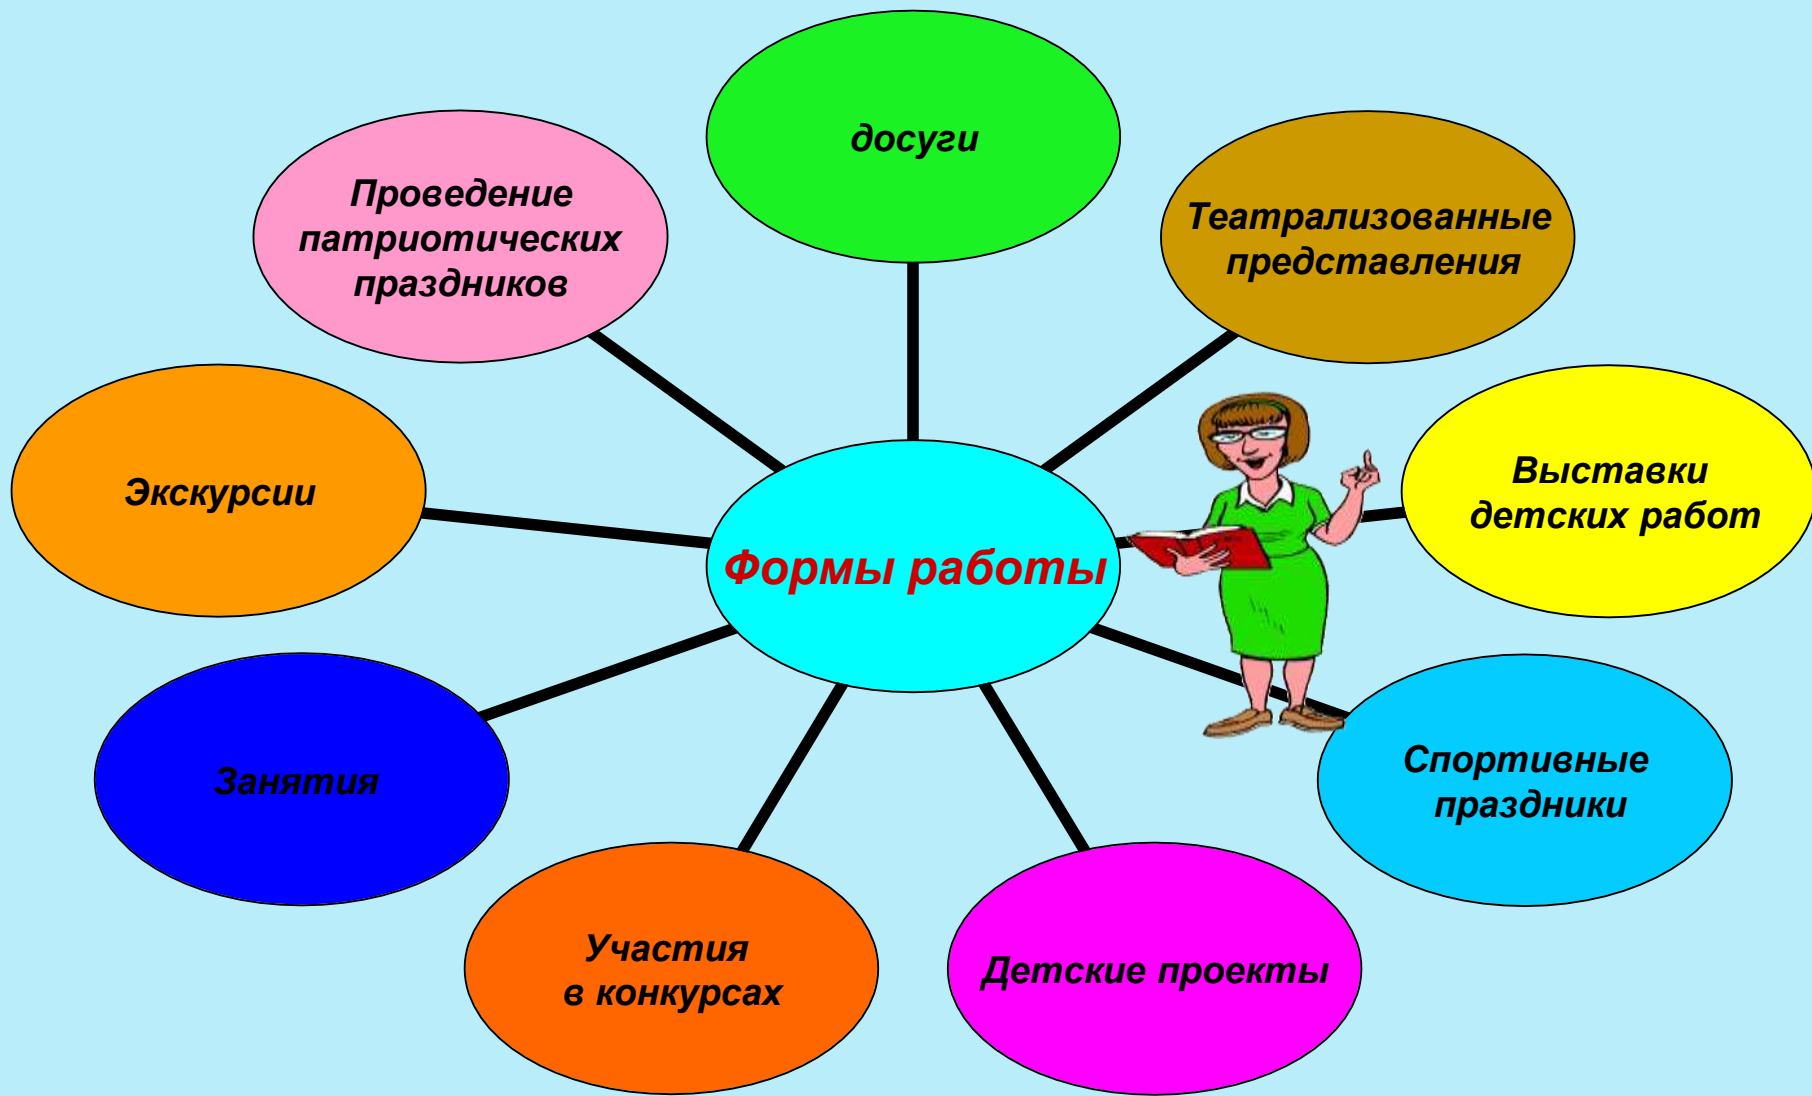 досуги
Проведение
патриотических
праздников
Театрализованные
представления
Экскурсии
Выставки
детских работ
Формы работы
Занятия
Спортивные
праздники
Участия
в конкурсах
Детские проекты